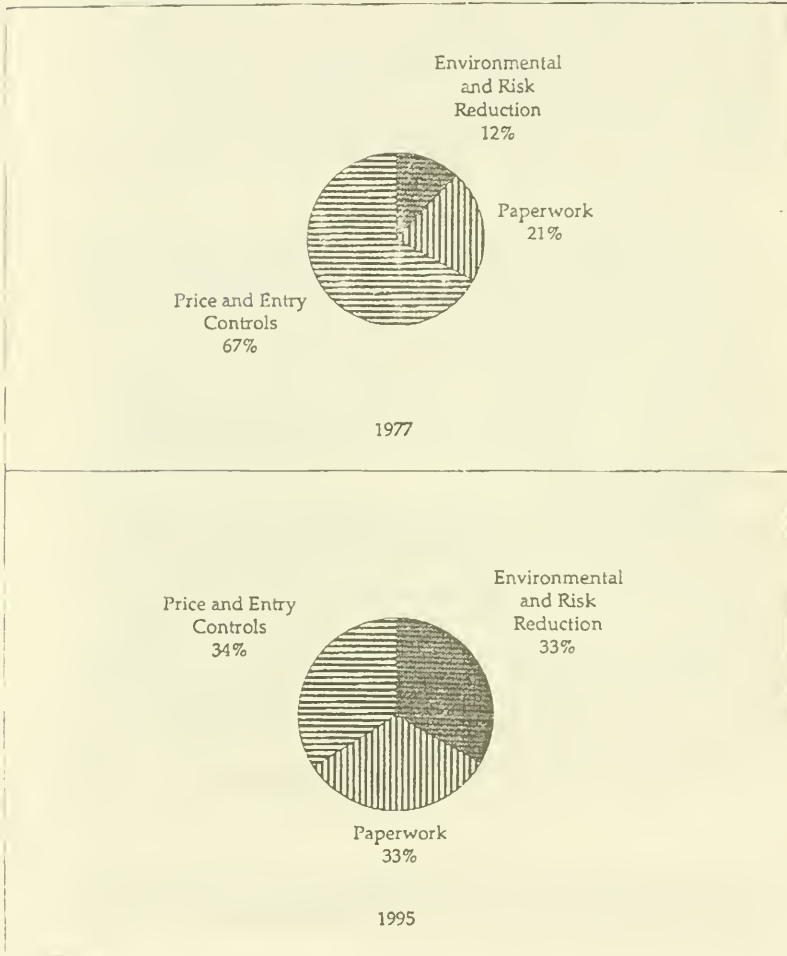 Environmental
and Risk
Reduction
12%
Paperwork
21%
Price and Entry
Controls
67%
1977
Price and Entry
Controls
34%
Environmental
and Risk
Reduction
33%
Paperwork
33%
1995